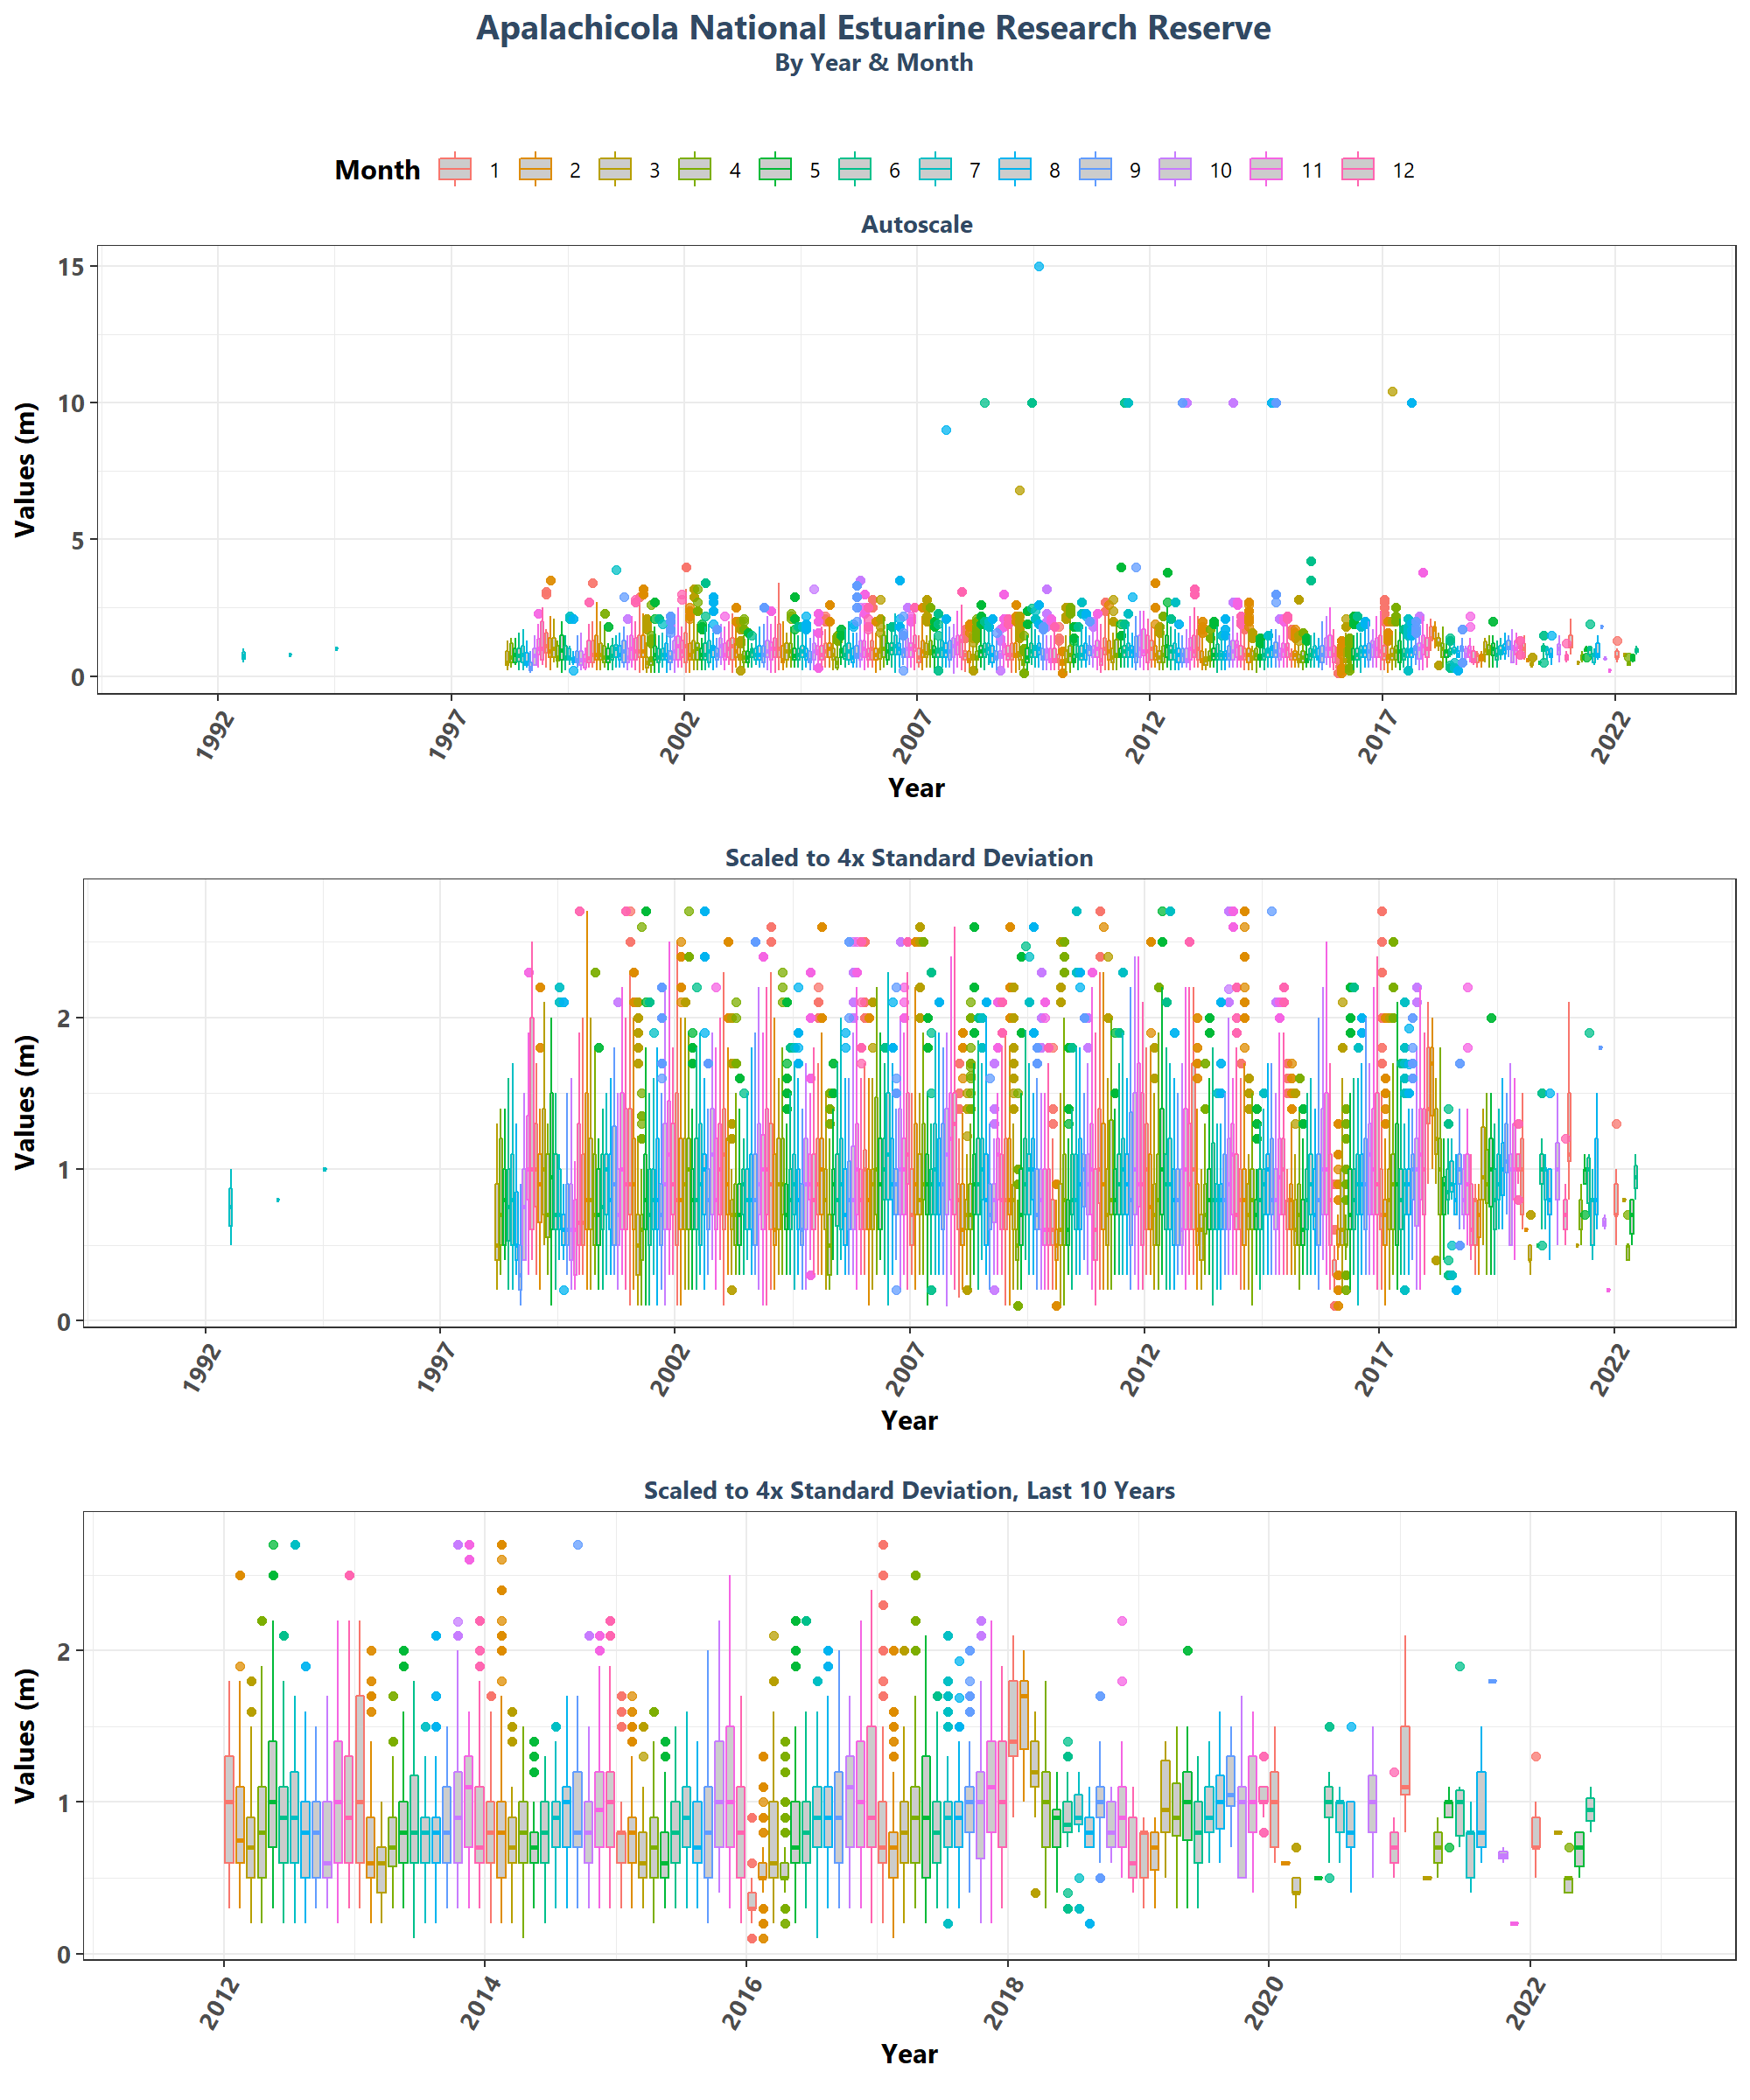 Apalachicola National Estuarine Research Reserve
By Year & Month
Month 1 2 3 4 5 6 7 8 9 10 11 12
Autoscale
Values (m)
15
10
5
0
1992 1997 2002 2007 2012 2017 2022
Year
Scaled to 4x Standard Deviation
Values (m)
2
1
0
1992 1997 2002 2007 2012 2017 2022
Year
Scaled to 4x Standard Deviation, Last 10 Years
Values (m)
2
1
0
2012 2014 2016 2018 2020 2022
Year